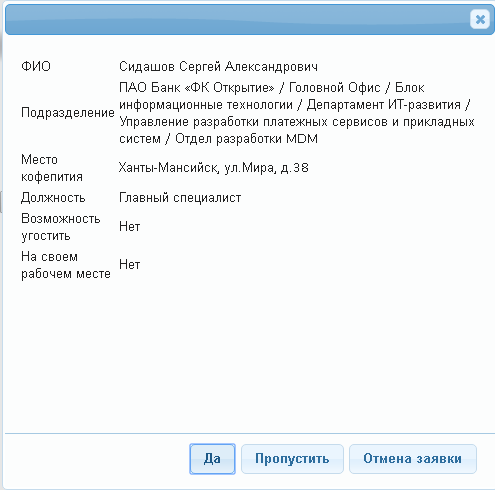 ФИО Сидашов Сергей Александрович
Подразделение
ПАО Банк «ФК Открытие» / Головной Офис / Блок
информационные технологии / Департамент ИТ-развития /
Управление разработки платежных сервисов и прикладных
систем / Отдел разработки MDM
Место
кофепития
Ханты-Мансийск, ул.Мира, д.38
Должность Главный специалист
Возможность
угостить
Нет
На своем
рабочем месте
Нет
Да Пропустить Отмена заявки